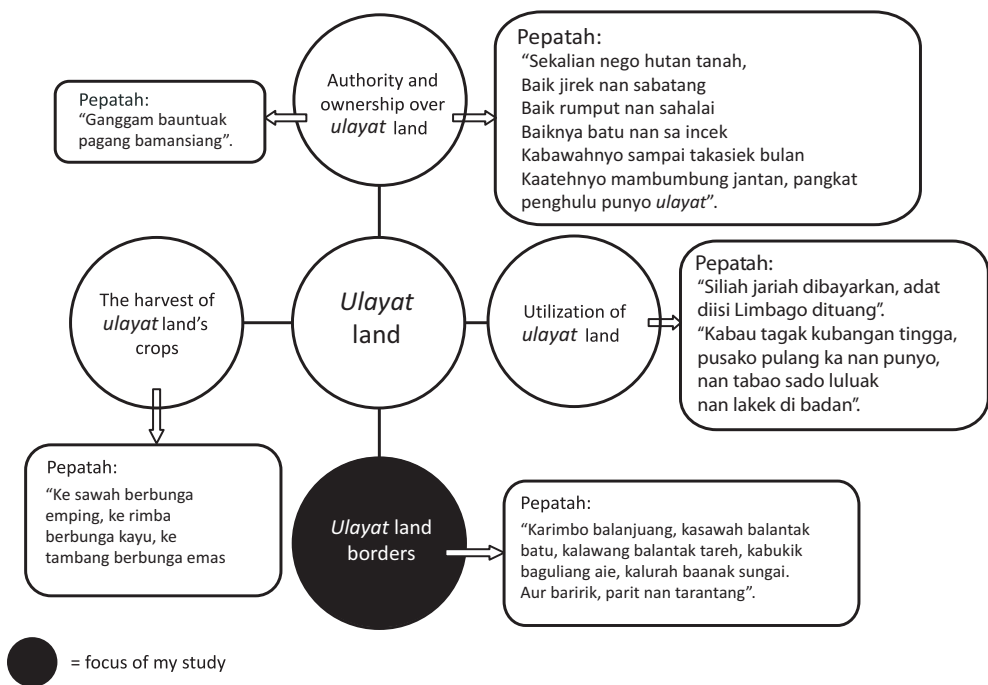 Authority and
ownership over
ulayat land
Pepatah:
“Ganggam bauntuak
pagang bamansiang”.
Pepatah:
“Sekalian nego hutan tanah,
Baik jirek nan sabatang
Baik rumput nan sahalai
Baiknya batu nan sa incek
Kabawahnyo sampai takasiek bulan
Kaatehnyo mambumbung jantan, pangkat
penghulu punyo ulayat”.
The harvest of
ulayat land’s
crops
Ulayat
land
Utilization of
ulayat land
Pepatah:
“Siliah jariah dibayarkan, adat
diisi Limbago dituang”.
“Kabau tagak kubangan tingga,
pusako pulang ka nan punyo,
nan tabao sado luluak
nan lakek di badan”.
Pepatah:
“Ke sawah berbunga
emping, ke rimba
berbunga kayu, ke
tambang berbunga emas
Ulayat land
borders
Pepatah:
“Karimbo balanjuang, kasawah balantak
batu, kalawang balantak tareh, kabukik
baguliang aie, kalurah baanak sungai.
Aur baririk, parit nan tarantang”.
= focus of my study